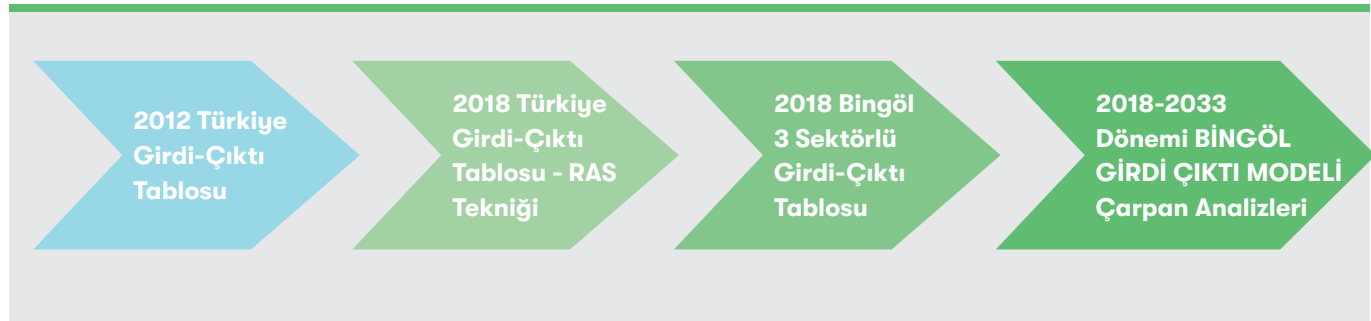 2012 Türkiye
Girdi-Çıktı
Tablosu
2018 Türkiye
Girdi-Çıktı
Tablosu - RAS
Tekniği
2018 Bingöl
3 Sektörlü
Girdi-Çıktı
Tablosu
2018-2033
Dönemi BİNGÖL
GİRDİ ÇIKTI MODELİ
Çarpan Analizleri